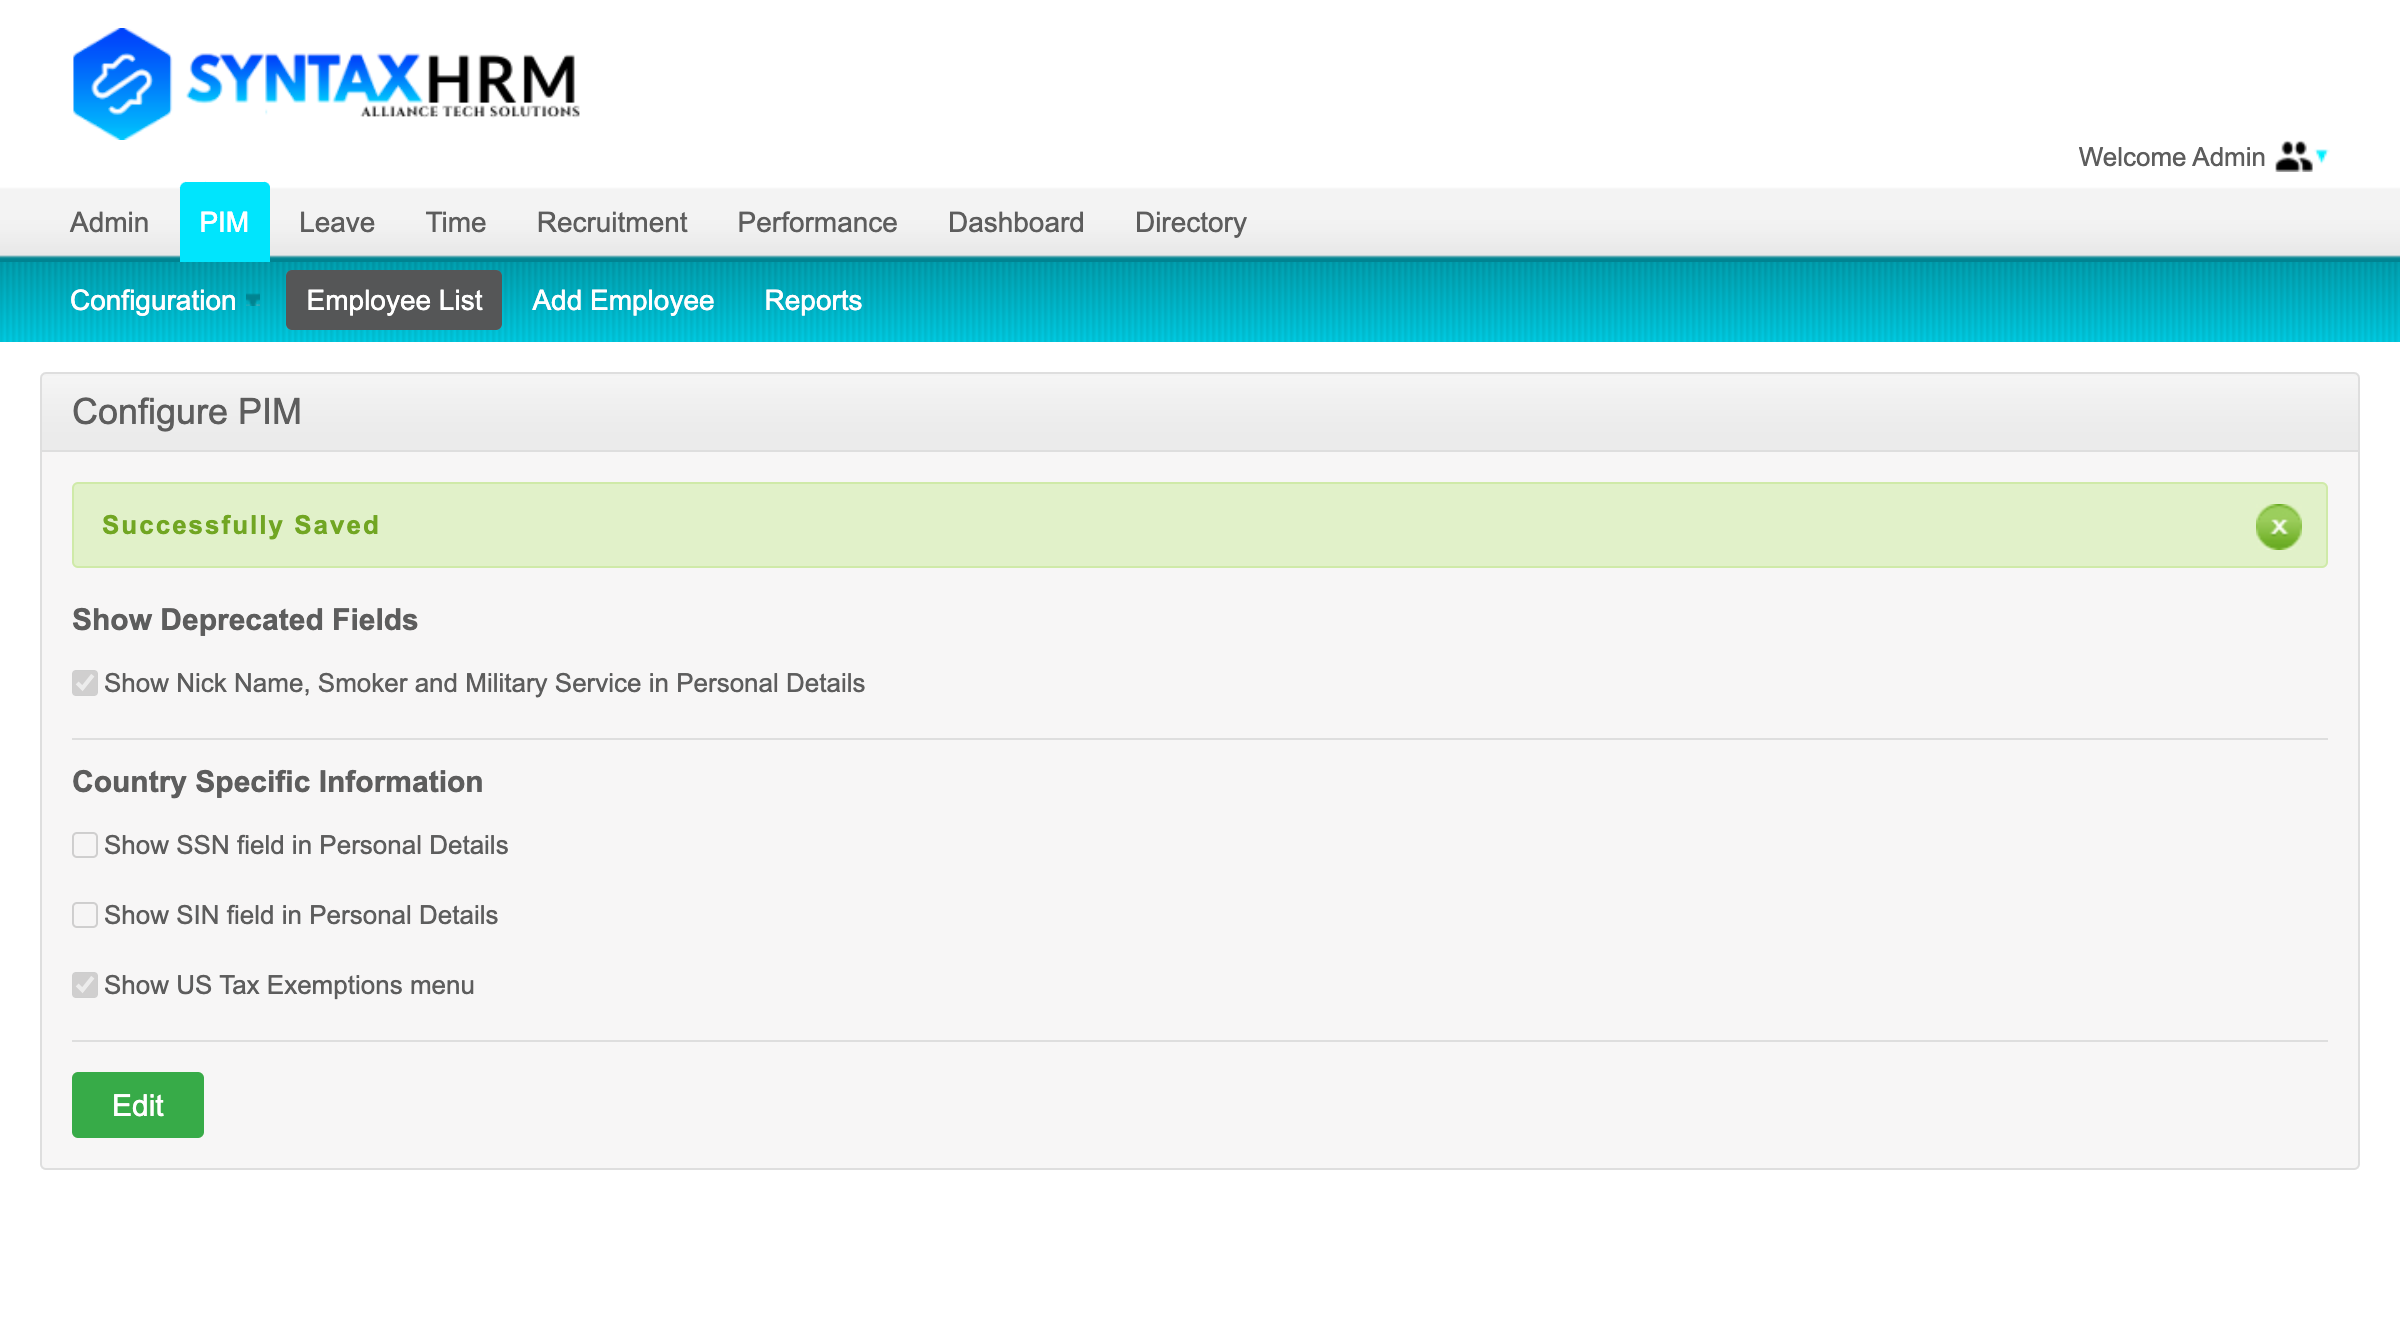 SYNTAXHRM
ALLIANCE TECH SOLUTIONS
Welcome Admin
Admin PIM Leave Time Recruitment Performance Dashboard Directory
Configuration Employee List Add Employee Reports
Configure PIM
Successfully Saved
x
Show Deprecated Fields
Show Nick Name, Smoker and Military Service in Personal Details
Country Specific Information
Show SSN field in Personal Details
Show SIN field in Personal Details
Show US Tax Exemptions menu
Edit